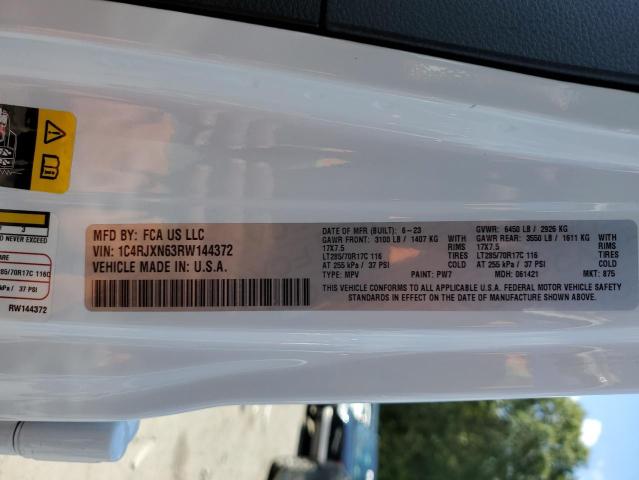 MFD BY: FCA US LLC
VIN: 1C4RJXN63RW144372
VEHICLE MADE IN: U.S.A.
DATE OF MFR (BUILT): 6-23
GVWR: 6450 LB / 2926 KG
GAWR FRONT: 3100 LB / 1407 KG
GAWR REAR: 3550 LB / 1611 KG
17X7.5 RIMS 17X7.5 RIMS
LT285/70R17C 116 TIRES LT285/70R17C 116 TIRES
AT 255 kPa / 37 PSI COLD AT 255 kPa / 37 PSI COLD
TYPE: MPV PAINT: PW7 MDH: 061421 MKT: 875
THIS VEHICLE CONFORMS TO ALL APPLICABLE U.S.A. FEDERAL MOTOR VEHICLE SAFETY
STANDARDS IN EFFECT ON THE DATE OF MANUFACTURE SHOWN ABOVE.
3
NEVER EXCEED
285/70R17C 116C
kPa / 37 PSI
RW144372